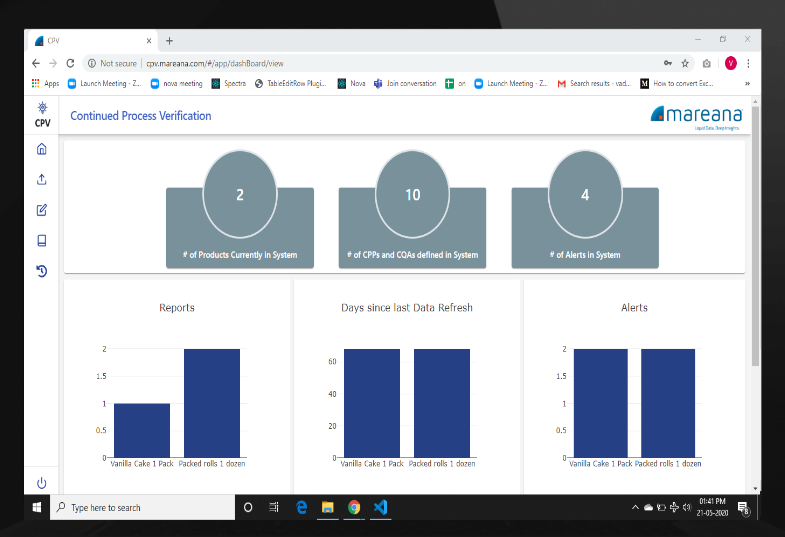 CPV
Not secure | cpv.mareana.com/#/app/dashBoard/view
V
Apps Launch Meeting - Z... nova meeting Spectra TableEditRow Plugi... Nova Join conversation on Launch Meeting - Z... Search results - vad... M How to convert Exc... »
CPV
Continued Process Verification
mareana
Liquid Data. Deep Insights.
2 10 4
# of Products Currently in System # of CPPs and CQAs defined in System # of Alerts in System
Reports
2
1.5
1
0.5
0
Vanilla Cake 1 Pack Packed rolls 1 dozen
Days since last Data Refresh
60
40
20
0
Vanilla Cake 1 Pack Packed rolls 1 dozen
Alerts
2
1.5
1
0.5
0
Vanilla Cake 1 Pack Packed rolls 1 dozen
Type here to search
01:41 PM
21-05-2020
8